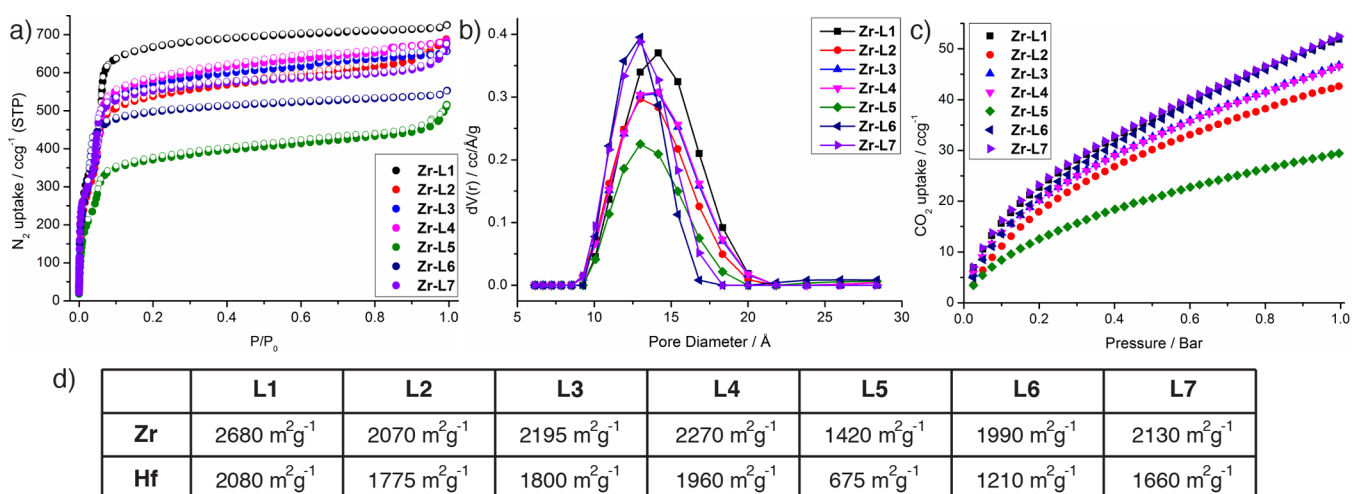 a)
N₂ uptake / ccg⁻¹ (STP)
700
600
500
400
300
200
100
0
0.0 0.2 0.4 0.6 0.8 1.0
P/P₀
Zr-L1
Zr-L2
Zr-L3
Zr-L4
Zr-L5
Zr-L6
Zr-L7
b)
dV(r) / cc/Å/g
0.4
0.3
0.2
0.1
0.0
5 10 15 20 25 30
Pore Diameter / Å
Zr-L1
Zr-L2
Zr-L3
Zr-L4
Zr-L5
Zr-L6
Zr-L7
c)
CO₂ uptake / ccg⁻¹
50
40
30
20
10
0
0.0 0.2 0.4 0.6 0.8 1.0
Pressure / Bar
Zr-L1
Zr-L2
Zr-L3
Zr-L4
Zr-L5
Zr-L6
Zr-L7
d)
L1 L2 L3 L4 L5 L6 L7
Zr 2680 m²g⁻¹ 2070 m²g⁻¹ 2195 m²g⁻¹ 2270 m²g⁻¹ 1420 m²g⁻¹ 1990 m²g⁻¹ 2130 m²g⁻¹
Hf 2080 m²g⁻¹ 1775 m²g⁻¹ 1800 m²g⁻¹ 1960 m²g⁻¹ 675 m²g⁻¹ 1210 m²g⁻¹ 1660 m²g⁻¹